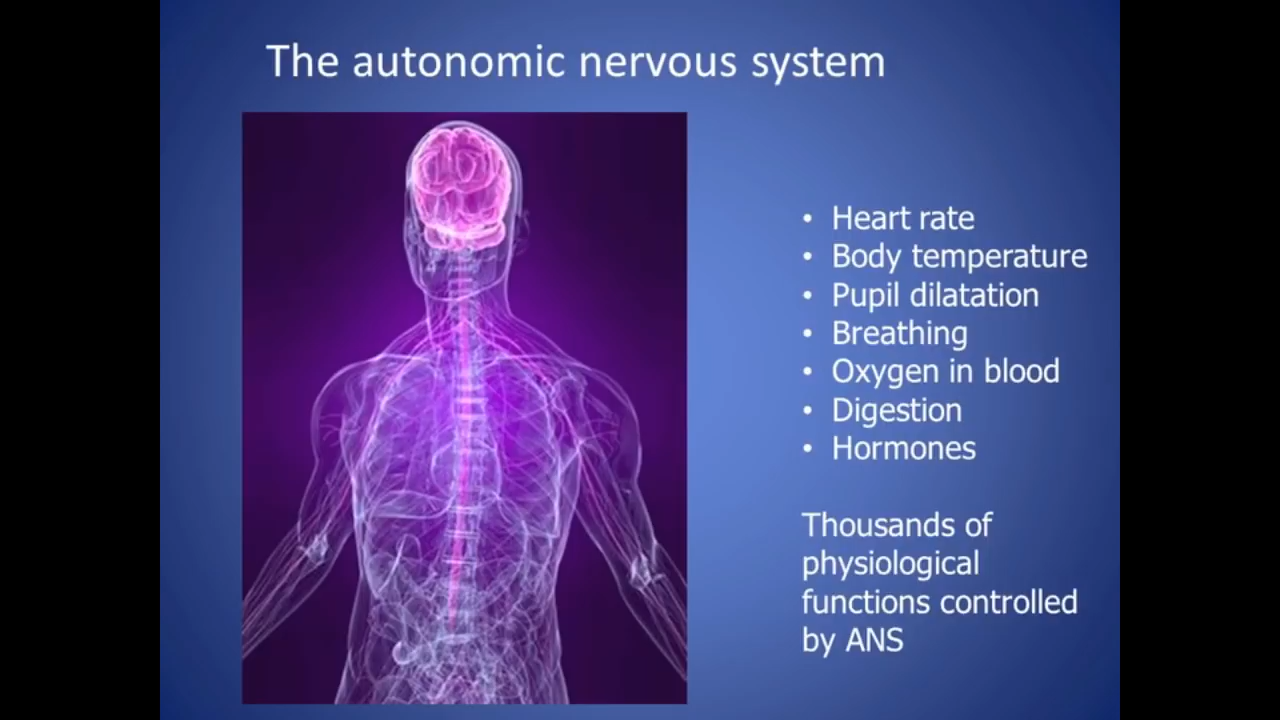 The autonomic nervous system
• Heart rate
• Body temperature
• Pupil dilatation
• Breathing
• Oxygen in blood
• Digestion
• Hormones
Thousands of
physiological
functions controlled
by ANS